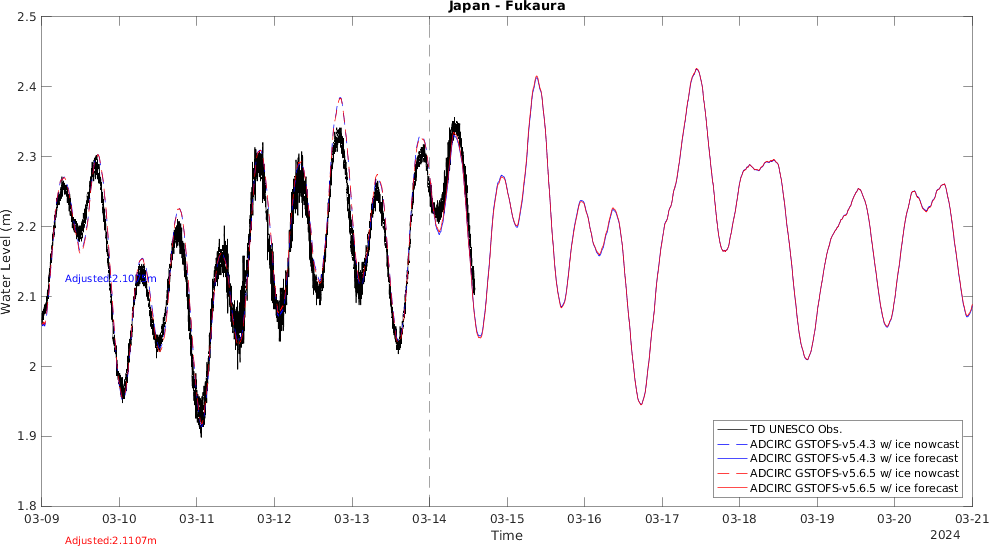 Japan - Fukaura
2.5
2.4
2.3
2.2
2.1
2
1.9
1.8
Water Level (m)
TD UNESCO Obs.
ADCIRC GSTOFS-v5.4.3 w/ ice nowcast
ADCIRC GSTOFS-v5.4.3 w/ ice forecast
ADCIRC GSTOFS-v5.6.5 w/ ice nowcast
ADCIRC GSTOFS-v5.6.5 w/ ice forecast
03-09 03-10 03-11 03-12 03-13 03-14 03-15 03-16 03-17 03-18 03-19 03-20 03-21
Time
2024
Adjusted:2.1107m